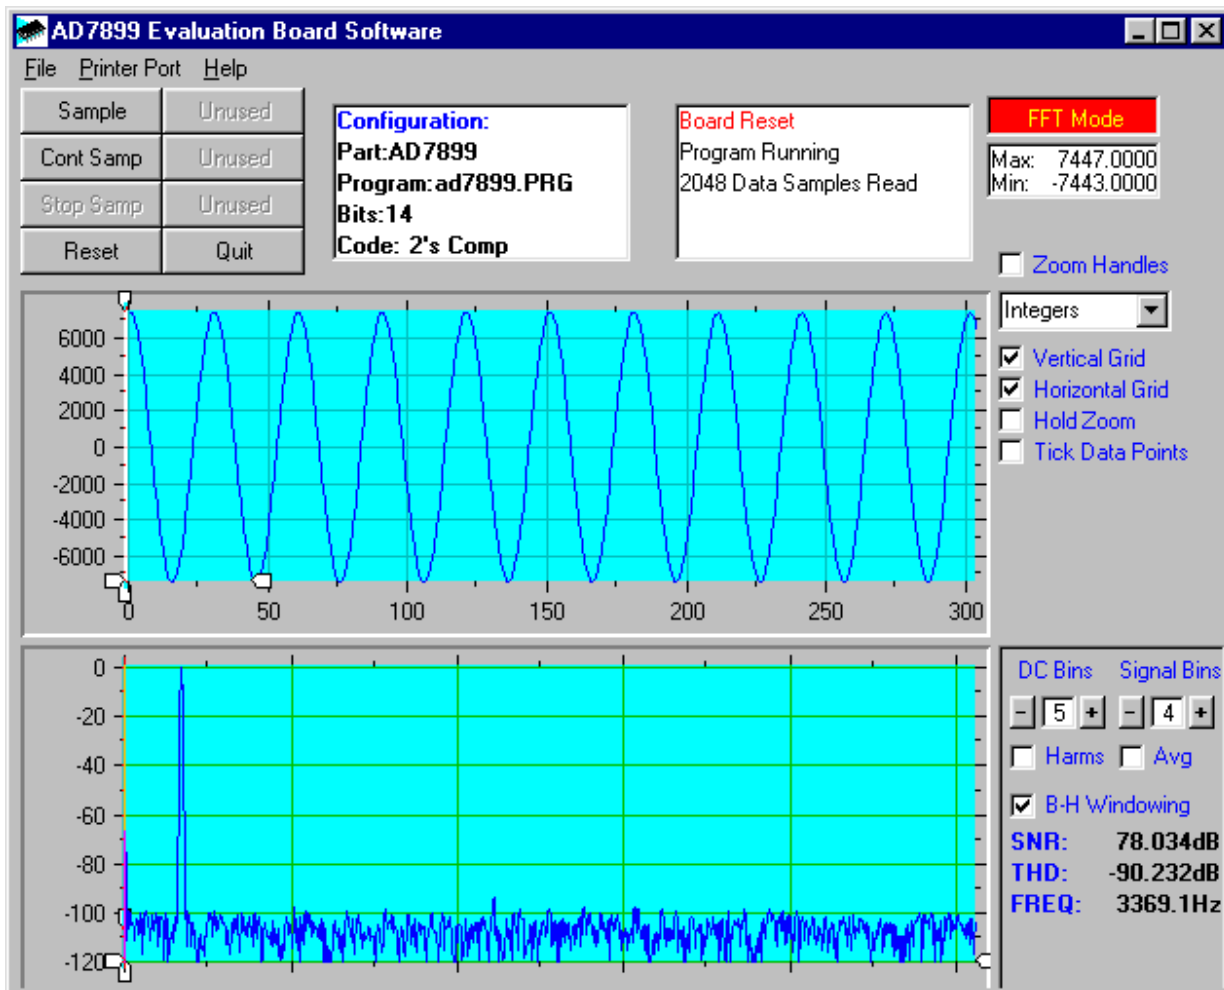 AD7899 Evaluation Board Software
File Printer Port Help
Sample Unused
Cont Samp Unused
Stop Samp Unused
Reset Quit
Configuration:
Part:AD7899
Program:ad7899.PRG
Bits:14
Code: 2's Comp
Board Reset
Program Running
2048 Data Samples Read
FFT Mode
Max: 7447.0000
Min: -7443.0000
Zoom Handles
Integers
Vertical Grid
Horizontal Grid
Hold Zoom
Tick Data Points
6000
4000
2000
0
-2000
-4000
-6000
0 50 100 150 200 250 300
0
-20
-40
-60
-80
-100
-120
DC Bins Signal Bins
- 5 + - 4 +
Harms Avg
B-H Windowing
SNR: 78.034dB
THD: -90.232dB
FREQ: 3369.1Hz